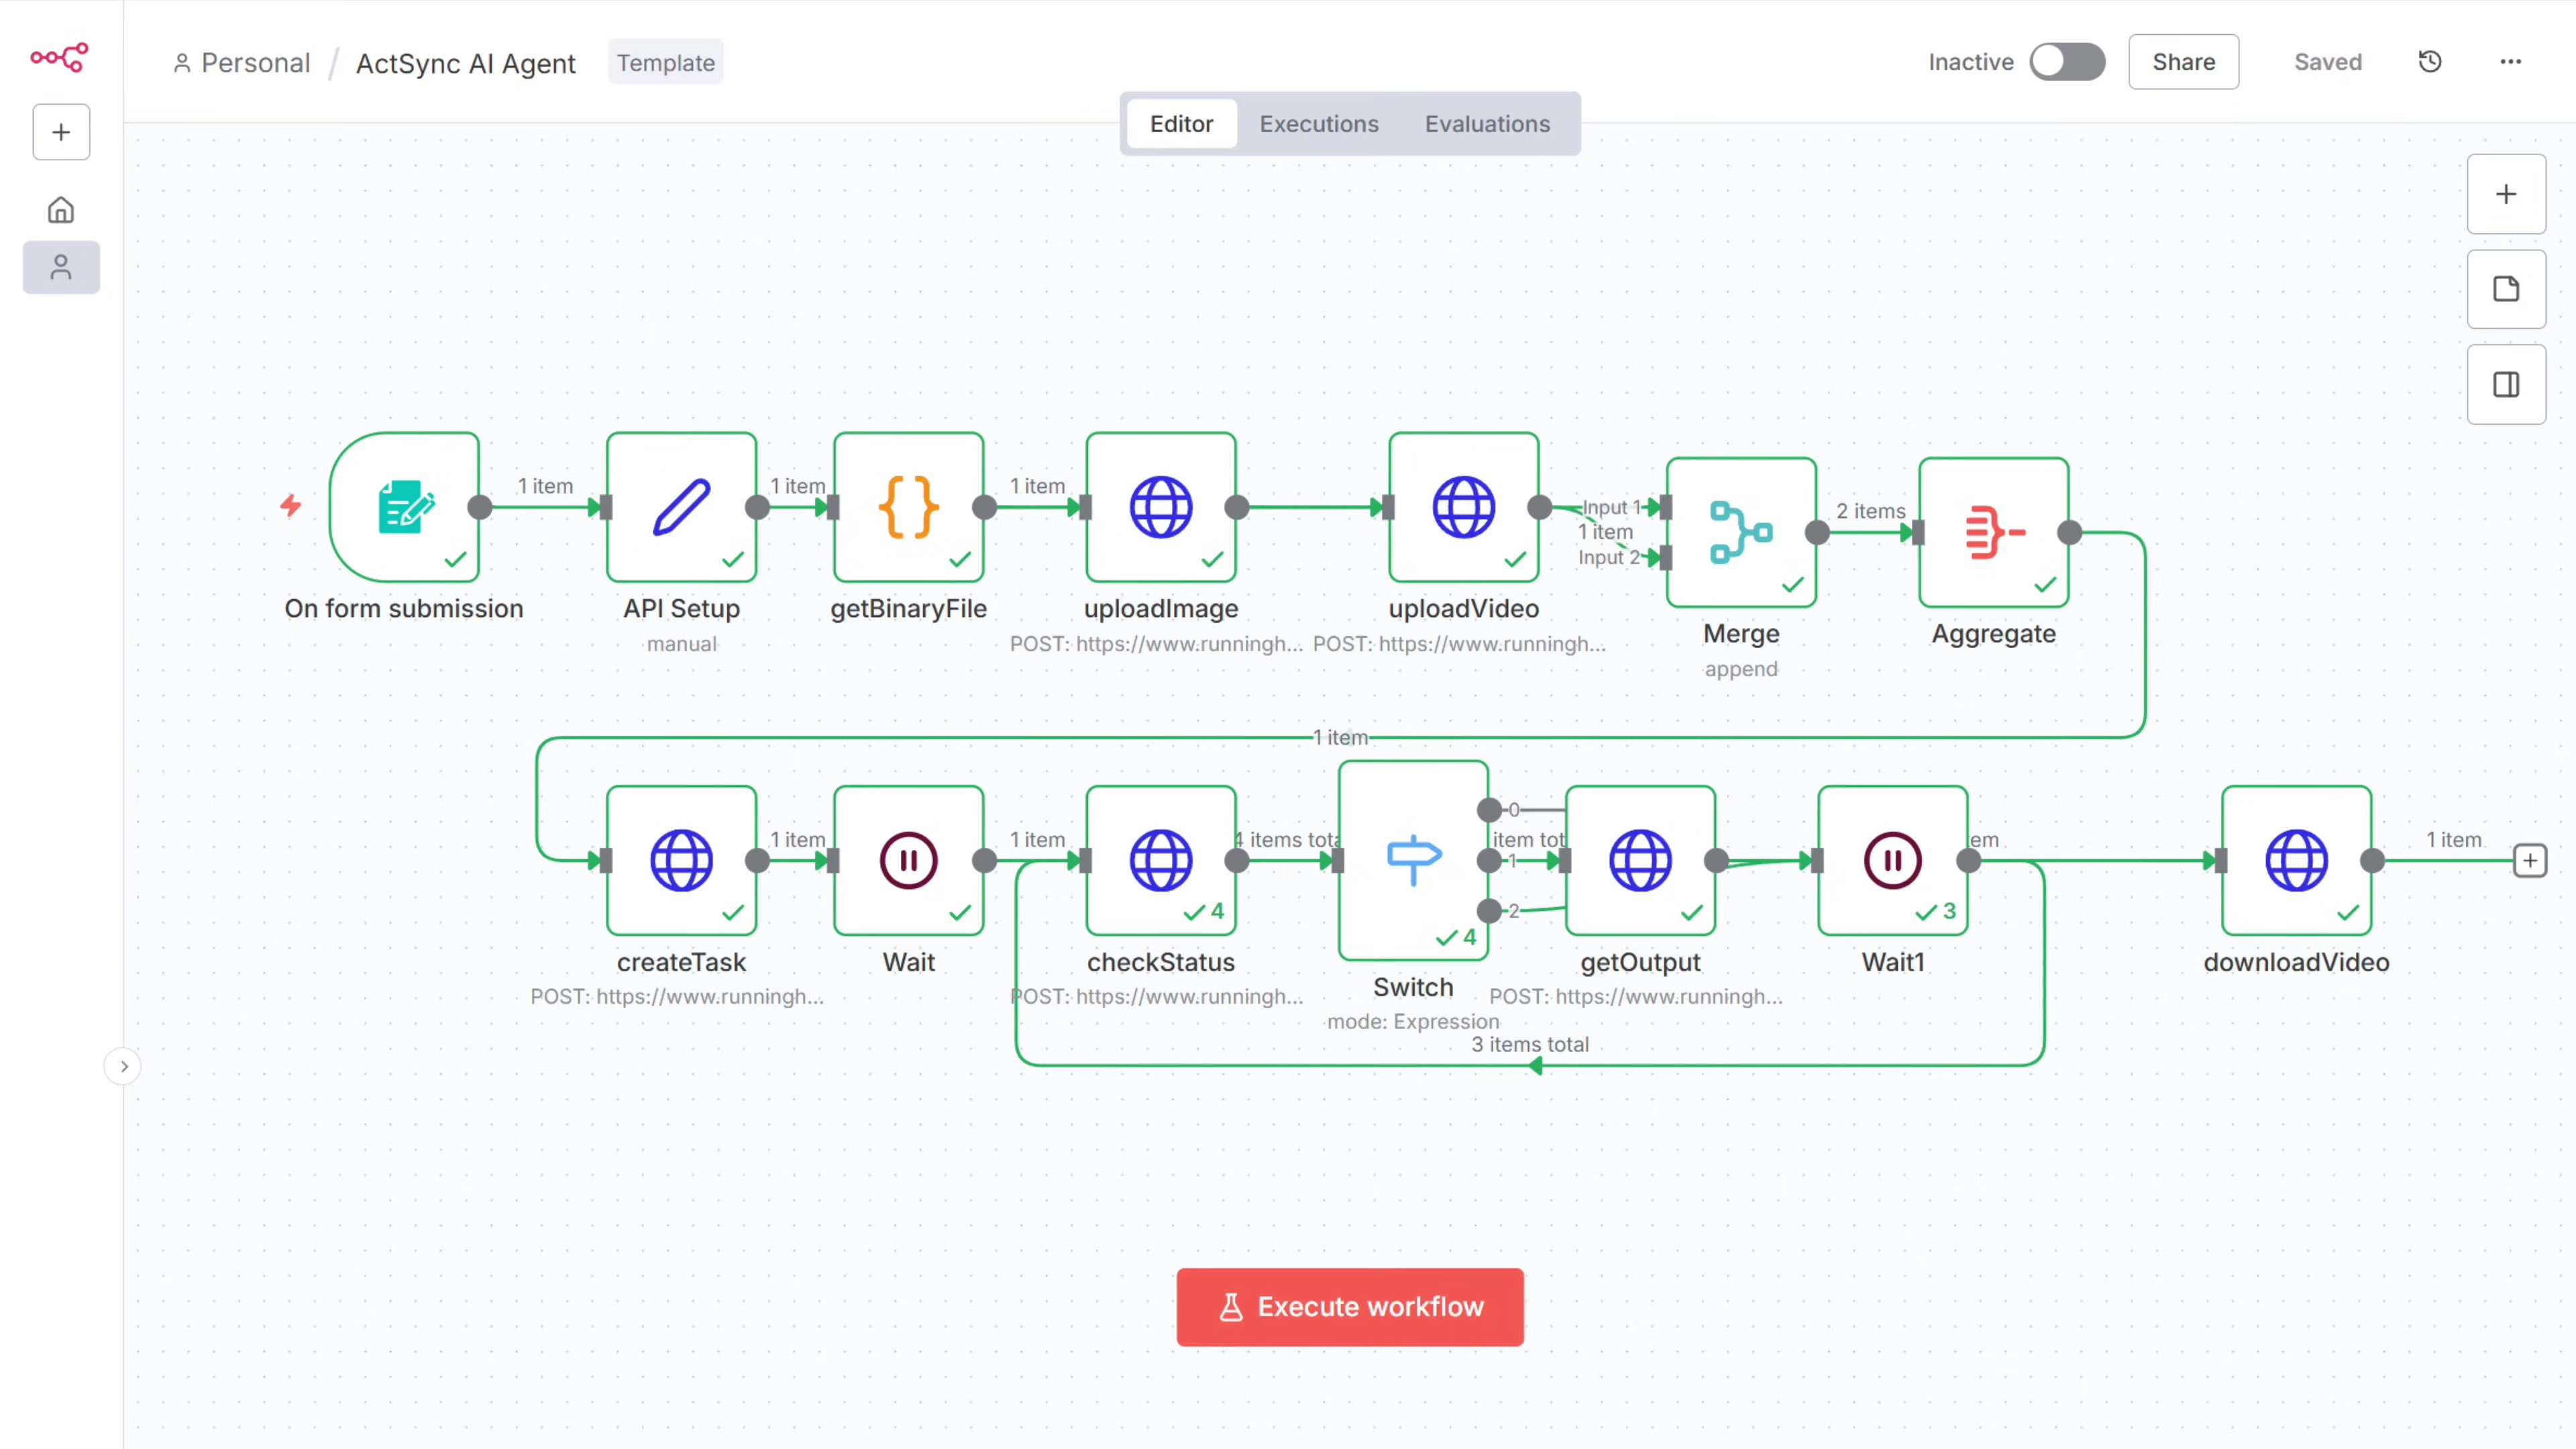 Personal / ActSync AI Agent Template
Inactive Share Saved
Editor Executions Evaluations
1 item
1 item
1 item
Input 1
1 item
Input 2
2 items
On form submission
API Setup
manual
getBinaryFile
uploadImage
POST: https://www.runningh...
uploadVideo
POST: https://www.runningh...
Merge
append
Aggregate
1 item
1 item
1 item
4 items
0
item
1
2
1 item
4
4
3
createTask
POST: https://www.runningh...
Wait
checkStatus
POST: https://www.runningh...
Switch
mode: Expression
getOutput
POST: https://www.runningh...
Wait1
downloadVideo
3 items total
Execute workflow